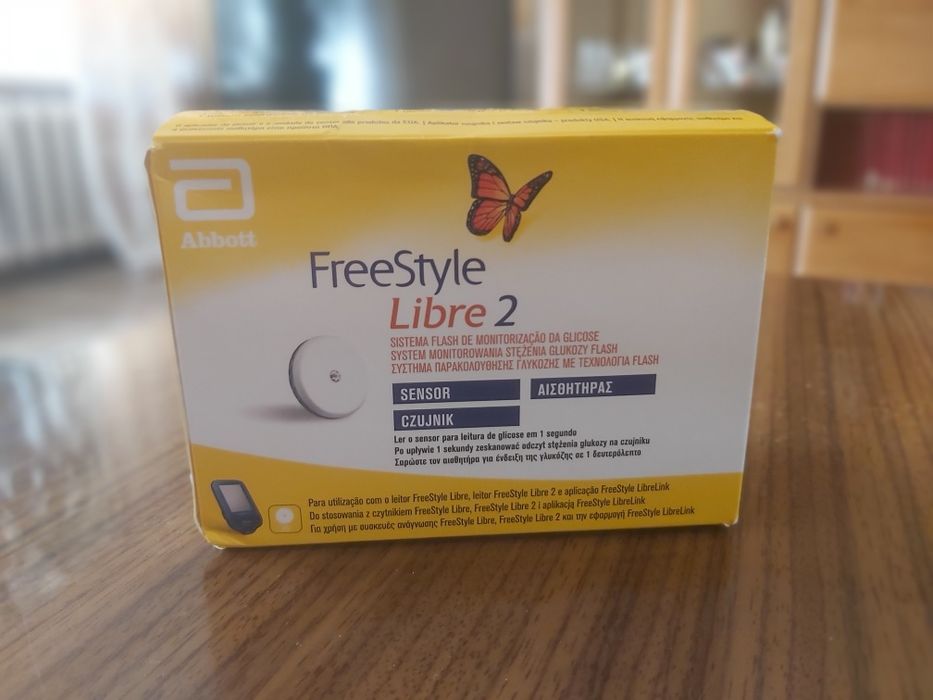 Abbott
FreeStyle
Libre 2
SISTEMA FLASH DE MONITORIZAÇÃO DA GLICOSE
SYSTEM MONITOROWANIA STĘŻENIA GLUKOZY FLASH
ΣΥΣΤΗΜΑ ΠΑΡΑΚΟΛΟΥΘΗΣΗΣ ΓΛΥΚΟΖΗΣ ΜΕ ΤΕΧΝΟΛΟΓΙΑ FLASH
SENSOR
ΑΙΣΘΗΤΗΡΑΣ
CZUJNIK
Ler o sensor para leitura de glicose em 1 segundo
Po upływie 1 sekundy zeskanować odczyt stężenia glukozy na czujniku
Σαρώστε τον αισθητήρα για ένδειξη της γλυκόζης σε 1 δευτερόλεπτο
Para utilização com o leitor FreeStyle Libre, leitor FreeStyle Libre 2 e aplicação FreeStyle LibreLink
Do stosowania z czytnikiem FreeStyle Libre, FreeStyle Libre 2 i aplikacją FreeStyle LibreLink
Για χρήση με συσκευές ανάγνωσης FreeStyle Libre, FreeStyle Libre 2 και την εφαρμογή FreeStyle LibreLink